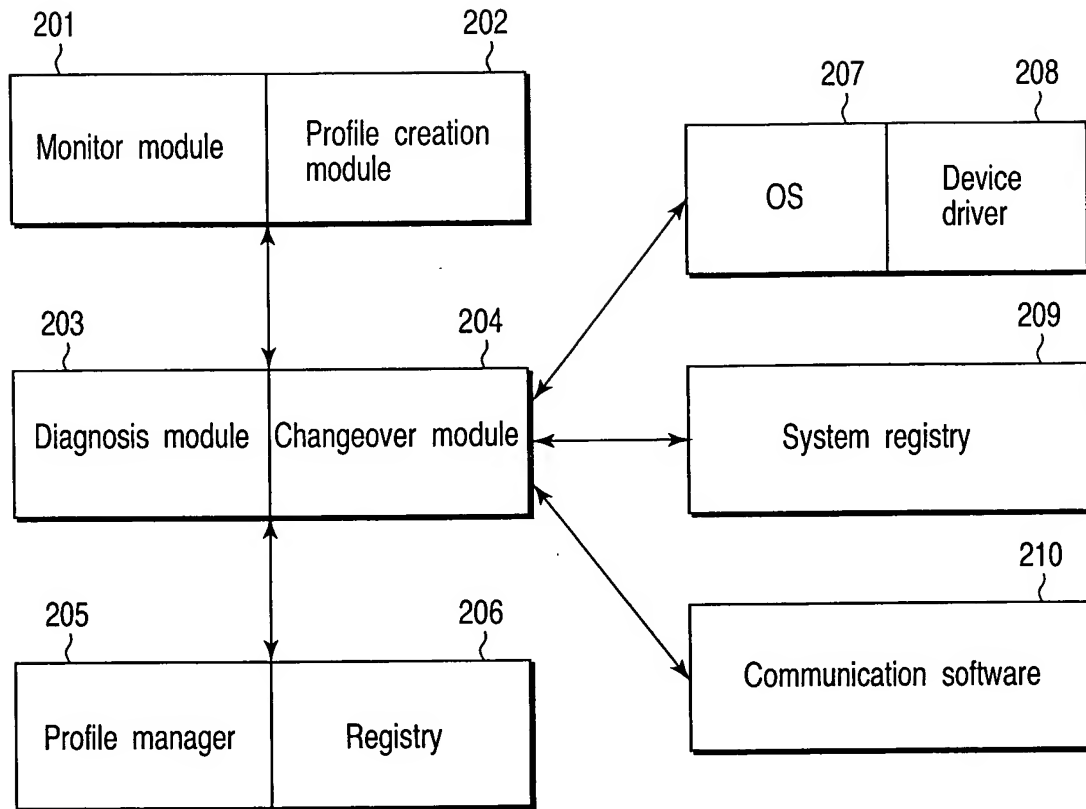 201
202
Monitor module
Profile creation
module
207
208
OS
Device
driver
203
204
Diagnosis module
Changeover module
209
System registry
205
206
Profile manager
Registry
210
Communication software